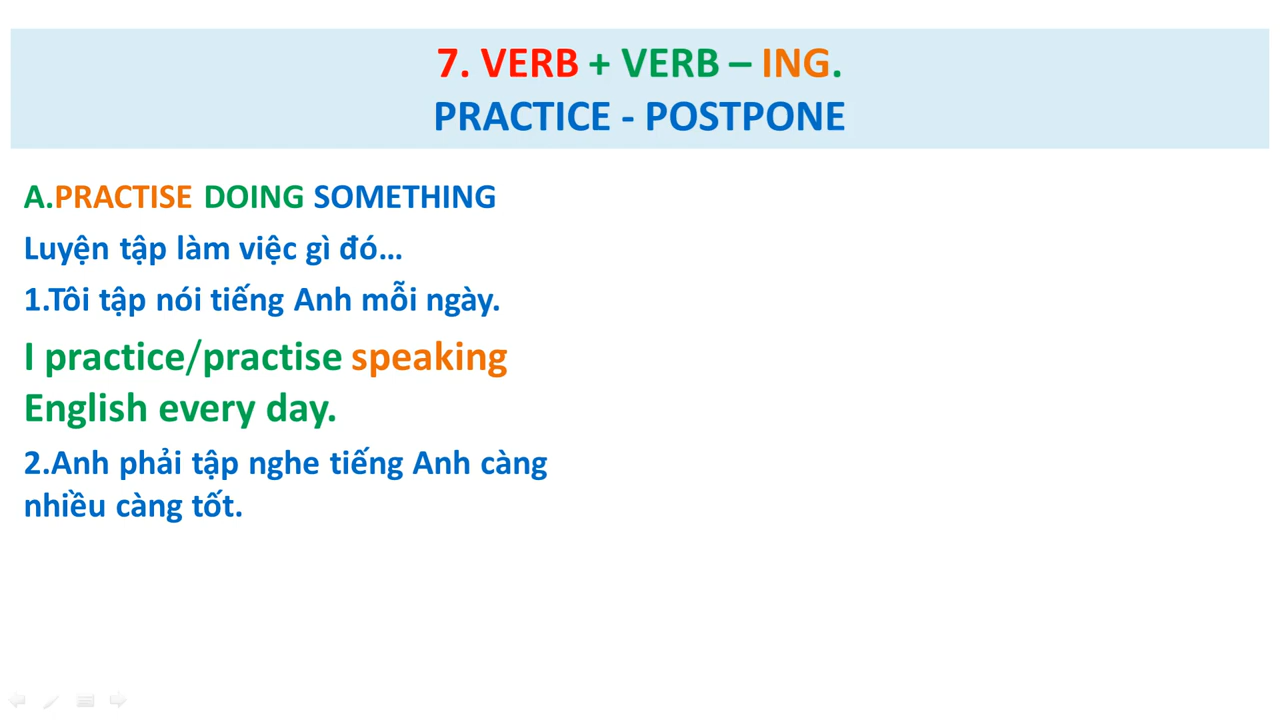 7. VERB + VERB – ING.
PRACTICE - POSTPONE
A.PRACTISE DOING SOMETHING
Luyện tập làm việc gì đó...
1.Tôi tập nói tiếng Anh mỗi ngày.
I practice/practise speaking
English every day.
2.Anh phải tập nghe tiếng Anh càng
nhiều càng tốt.